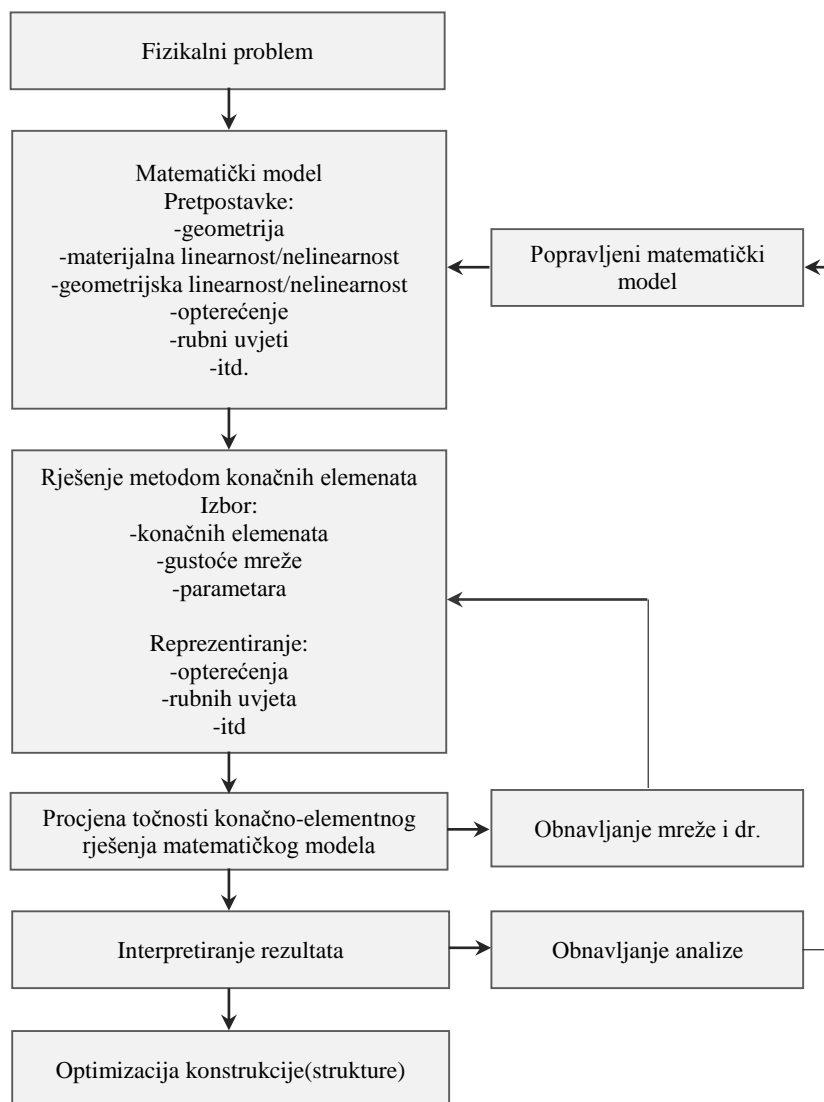 Fizikalni problem
Matematički model
Pretpostavke:
-geometrija
-materijalna linearnost/nelinearnost
-geometrijska linearnost/nelinearnost
-opterećenje
-rubni uvjeti
-itd.
Popravljeni matematički
model
Rješenje metodom konačnih elemenata
Izbor:
-konačnih elemenata
-gustoće mreže
-parametara
Reprezentiranje:
-opterećenja
-rubnih uvjeta
-itd
Procjena točnosti konačno-elementnog
rješenja matematičkog modela
Obnavljanje mreže i dr.
Interpretiranje rezultata
Obnavljanje analize
Optimizacija konstrukcije(strukture)